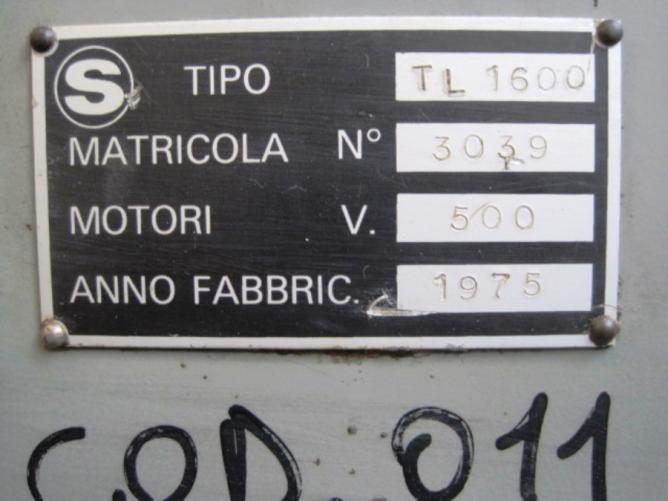 S TIPO TL 1600
MATRICOLA N° 3039
MOTORI V. 500
ANNO FABBRIC. 1975
COD. 011